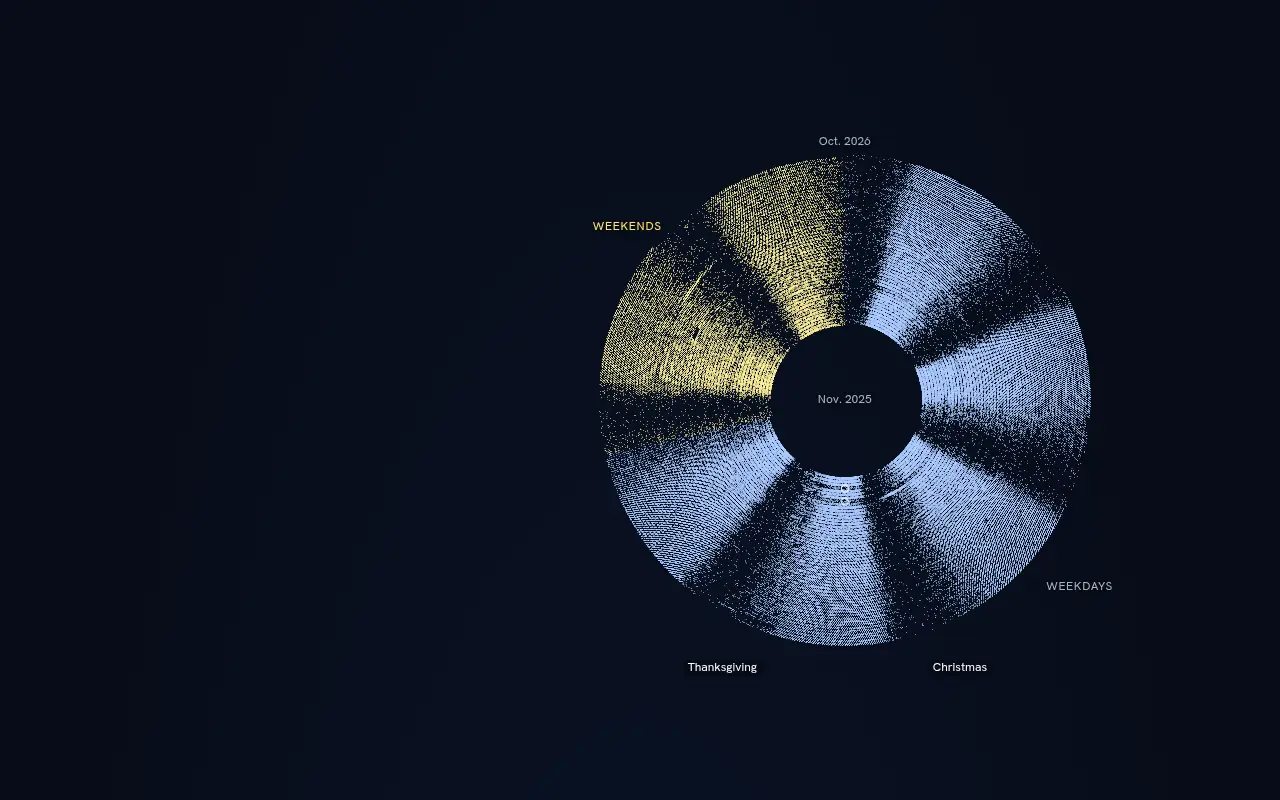 Oct. 2026
WEEKENDS
Nov. 2025
WEEKDAYS
Thanksgiving
Christmas